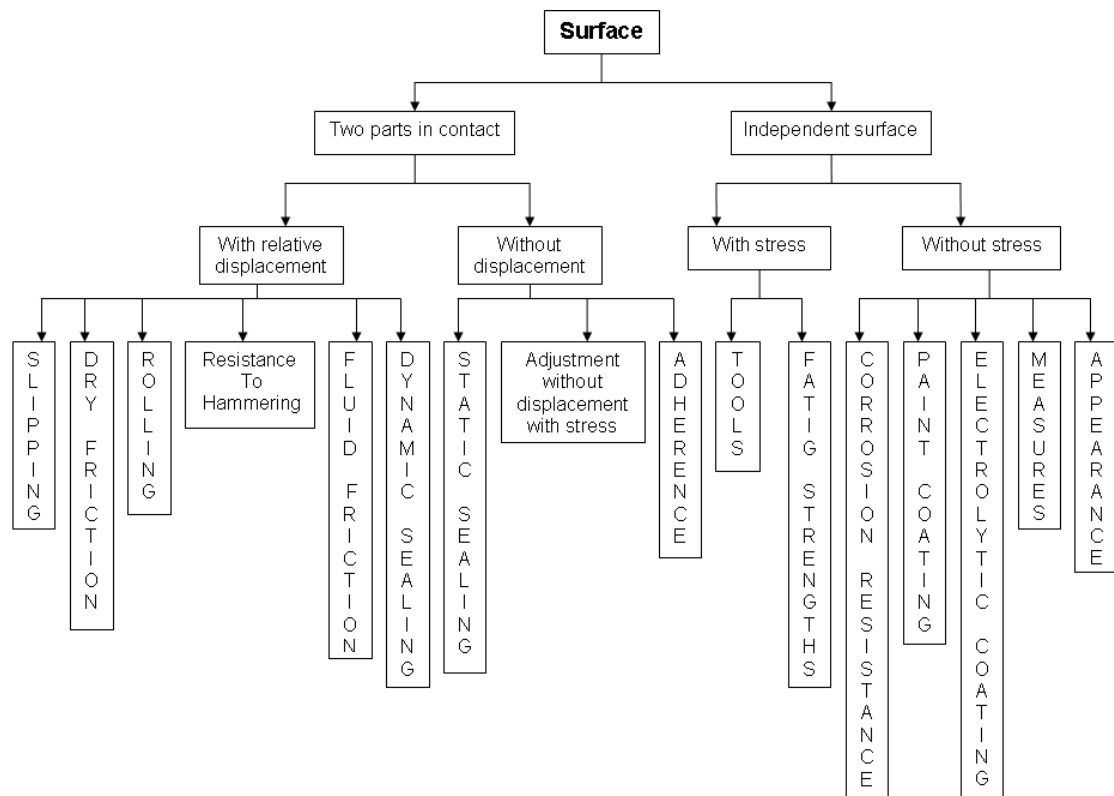 Surface
Two parts in contact
Independent surface
With relative
displacement
Without
displacement
With stress
Without stress
SLIPPING
DRY FRICTION
ROLLING
Resistance
To
Hammering
FLUID FRICTION
DYNAMIC SEALING
STATIC SEALING
Adjustment
without
displacement
with stress
ADHERENCE
TOOLS
FATIG STRENGTHS
CORROSION RESISTANCE
PAINT COATING
ELECTROLYTIC COATING
MEASURES
APPEARANCE